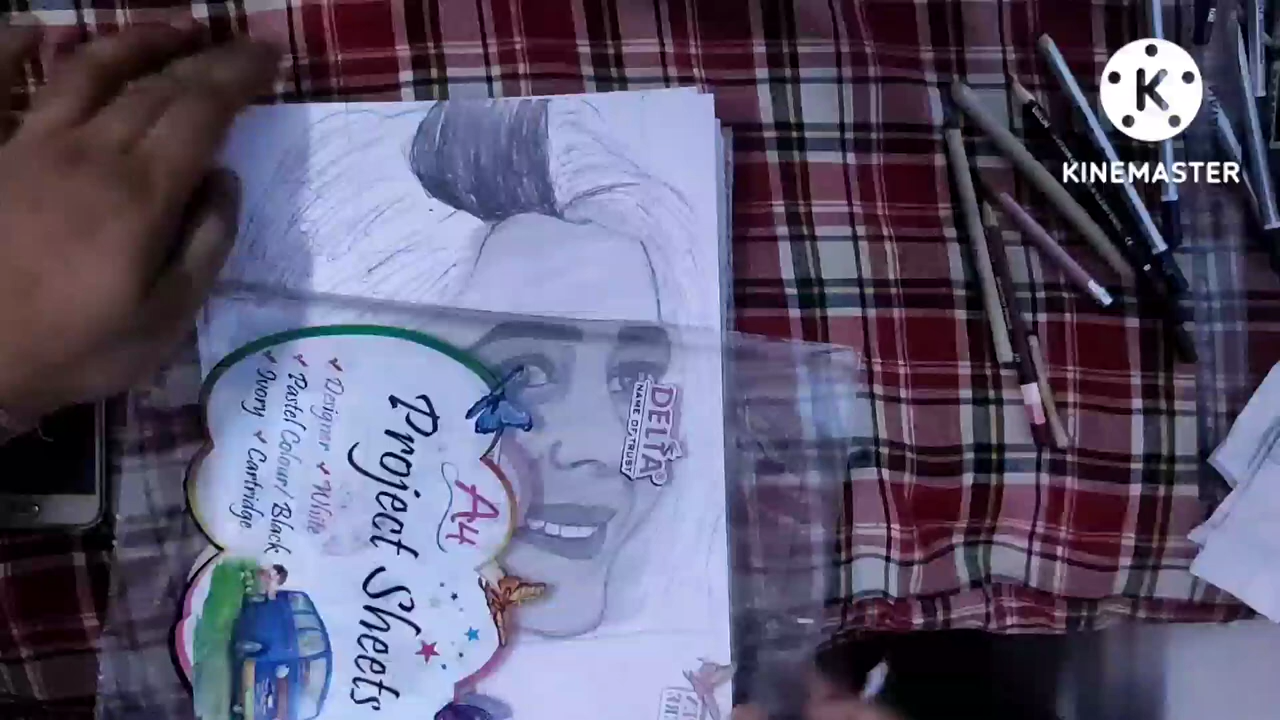 K
KINEMASTER
DELTA®
NAME OF TRUST
A4
Project Sheets
Designer White
Pastel Colour/Black
Ivory Cartridge